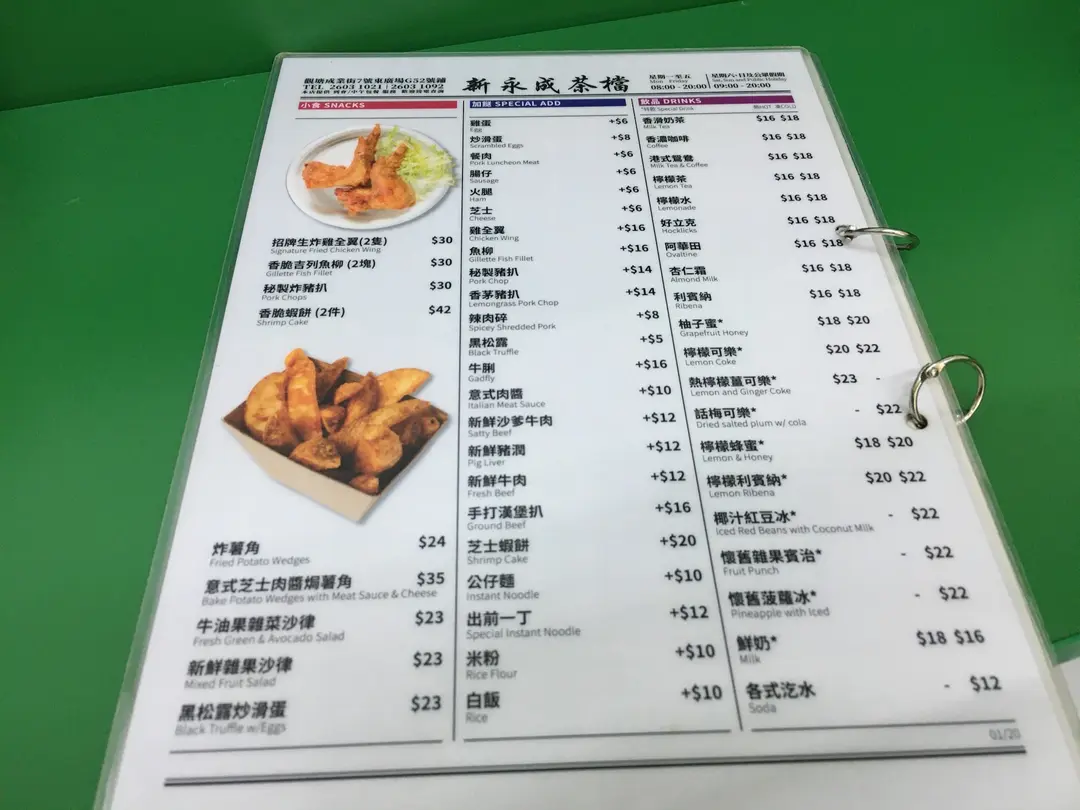 觀塘成業街7號東廣場G52號鋪
TEL 2603 1021 | 2603 1092
新永成茶檔
星期一至五
Mon - Friday
08:00 - 20:00
星期六,日及公眾假期
Sat, Sun and Public Holiday
09:00 - 20:00
小食 SNACKS
招牌生炸雞全翼(2隻) $30
Signature Fried Chicken Wing
香脆吉列魚柳 (2塊) $30
Gillette Fish Fillet
秘製炸豬扒 $30
Pork Chops
香脆蝦餅 (2件) $42
Shrimp Cake
炸薯角 $24
Fried Potato Wedges
意式芝士肉醬焗薯角 $35
Bake Potato Wedges with Meat Sauce & Cheese
牛油果雜菜沙律 $23
Fresh Green & Avocado Salad
新鮮雜果沙律 $23
Mixed Fruit Salad
黑松露炒滑蛋 $23
Black Truffle w/Eggs
加餸 SPECIAL ADD
雞蛋 +$6
Egg
炒滑蛋 +$8
Scrambled Eggs
餐肉 +$6
Pork Luncheon Meat
腸仔 +$6
Sausage
火腿 +$6
Ham
芝士 +$6
Cheese
雞全翼 +$16
Chicken Wing
魚柳 +$16
Gillette Fish Fillet
秘製豬扒 +$14
Pork Chop
香茅豬扒 +$14
Lemongrass Pork Chop
辣肉碎 +$8
Spicey Shredded Pork
黑松露 +$5
Black Truffle
牛脷 +$16
Gadfly
意式肉醬 +$10
Italian Meat Sauce
新鮮沙爹牛肉 +$12
Satty Beef
新鮮豬潤 +$12
Pig Liver
新鮮牛肉 +$12
Fresh Beef
手打漢堡扒 +$16
Ground Beef
芝士蝦餅 +$20
Shrimp Cake
公仔麵 +$10
Instant Noodle
出前一丁 +$12
Special Instant Noodle
米粉 +$10
Rice Flour
白飯 +$10
Rice
飲品 DRINKS
*特飲 Special Drink 熱HOT 凍COLD
香滑奶茶 $16 $18
Milk Tea
香濃咖啡 $16 $18
Coffee
港式鴛鴦 $16 $18
Milk Tea & Coffee
檸檬茶 $16 $18
Lemon Tea
檸檬水 $16 $18
Lemonade
好立克 $16 $18
Hocklicks
阿華田 $16 $18
Ovaltine
杏仁霜 $16 $18
Almond Milk
利賓納 $16 $18
Ribena
柚子蜜* $18 $20
Grapefruit Honey
檸檬可樂* $20 $22
Lemon Coke
熱檸檬薑可樂* $23 -
Lemon and Ginger Coke
話梅可樂* - $22
Dried salted plum w/ cola
檸檬蜂蜜* $18 $20
Lemon & Honey
檸檬利賓納* $20 $22
Lemon Ribena
椰汁紅豆冰* - $22
Iced Red Beans with Coconut Milk
懷舊雜果賓治* - $22
Fruit Punch
懷舊菠蘿冰* - $22
Pineapple with Iced
鮮奶* $18 $16
Milk
各式汽水 - $12
Soda
01/20